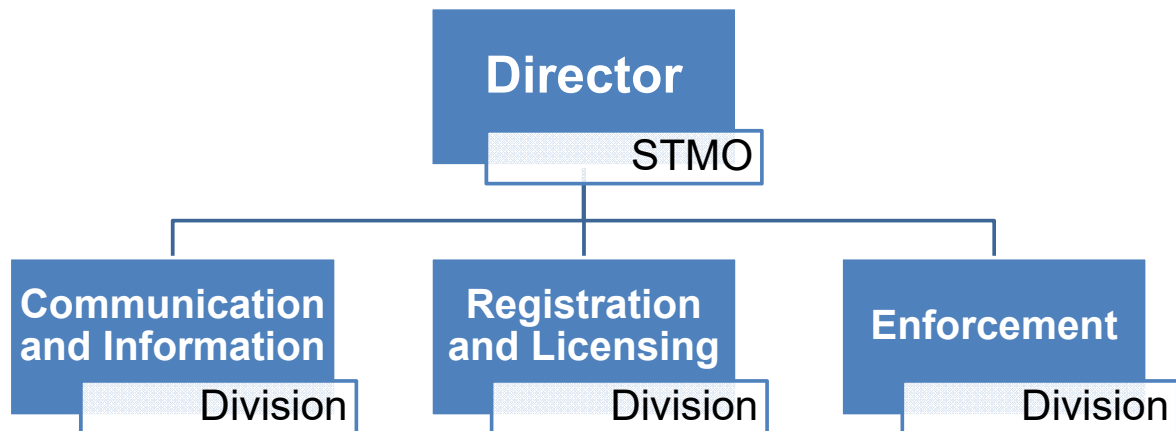 Director
STMO
Communication
and Information
Division
Registration
and Licensing
Division
Enforcement
Division